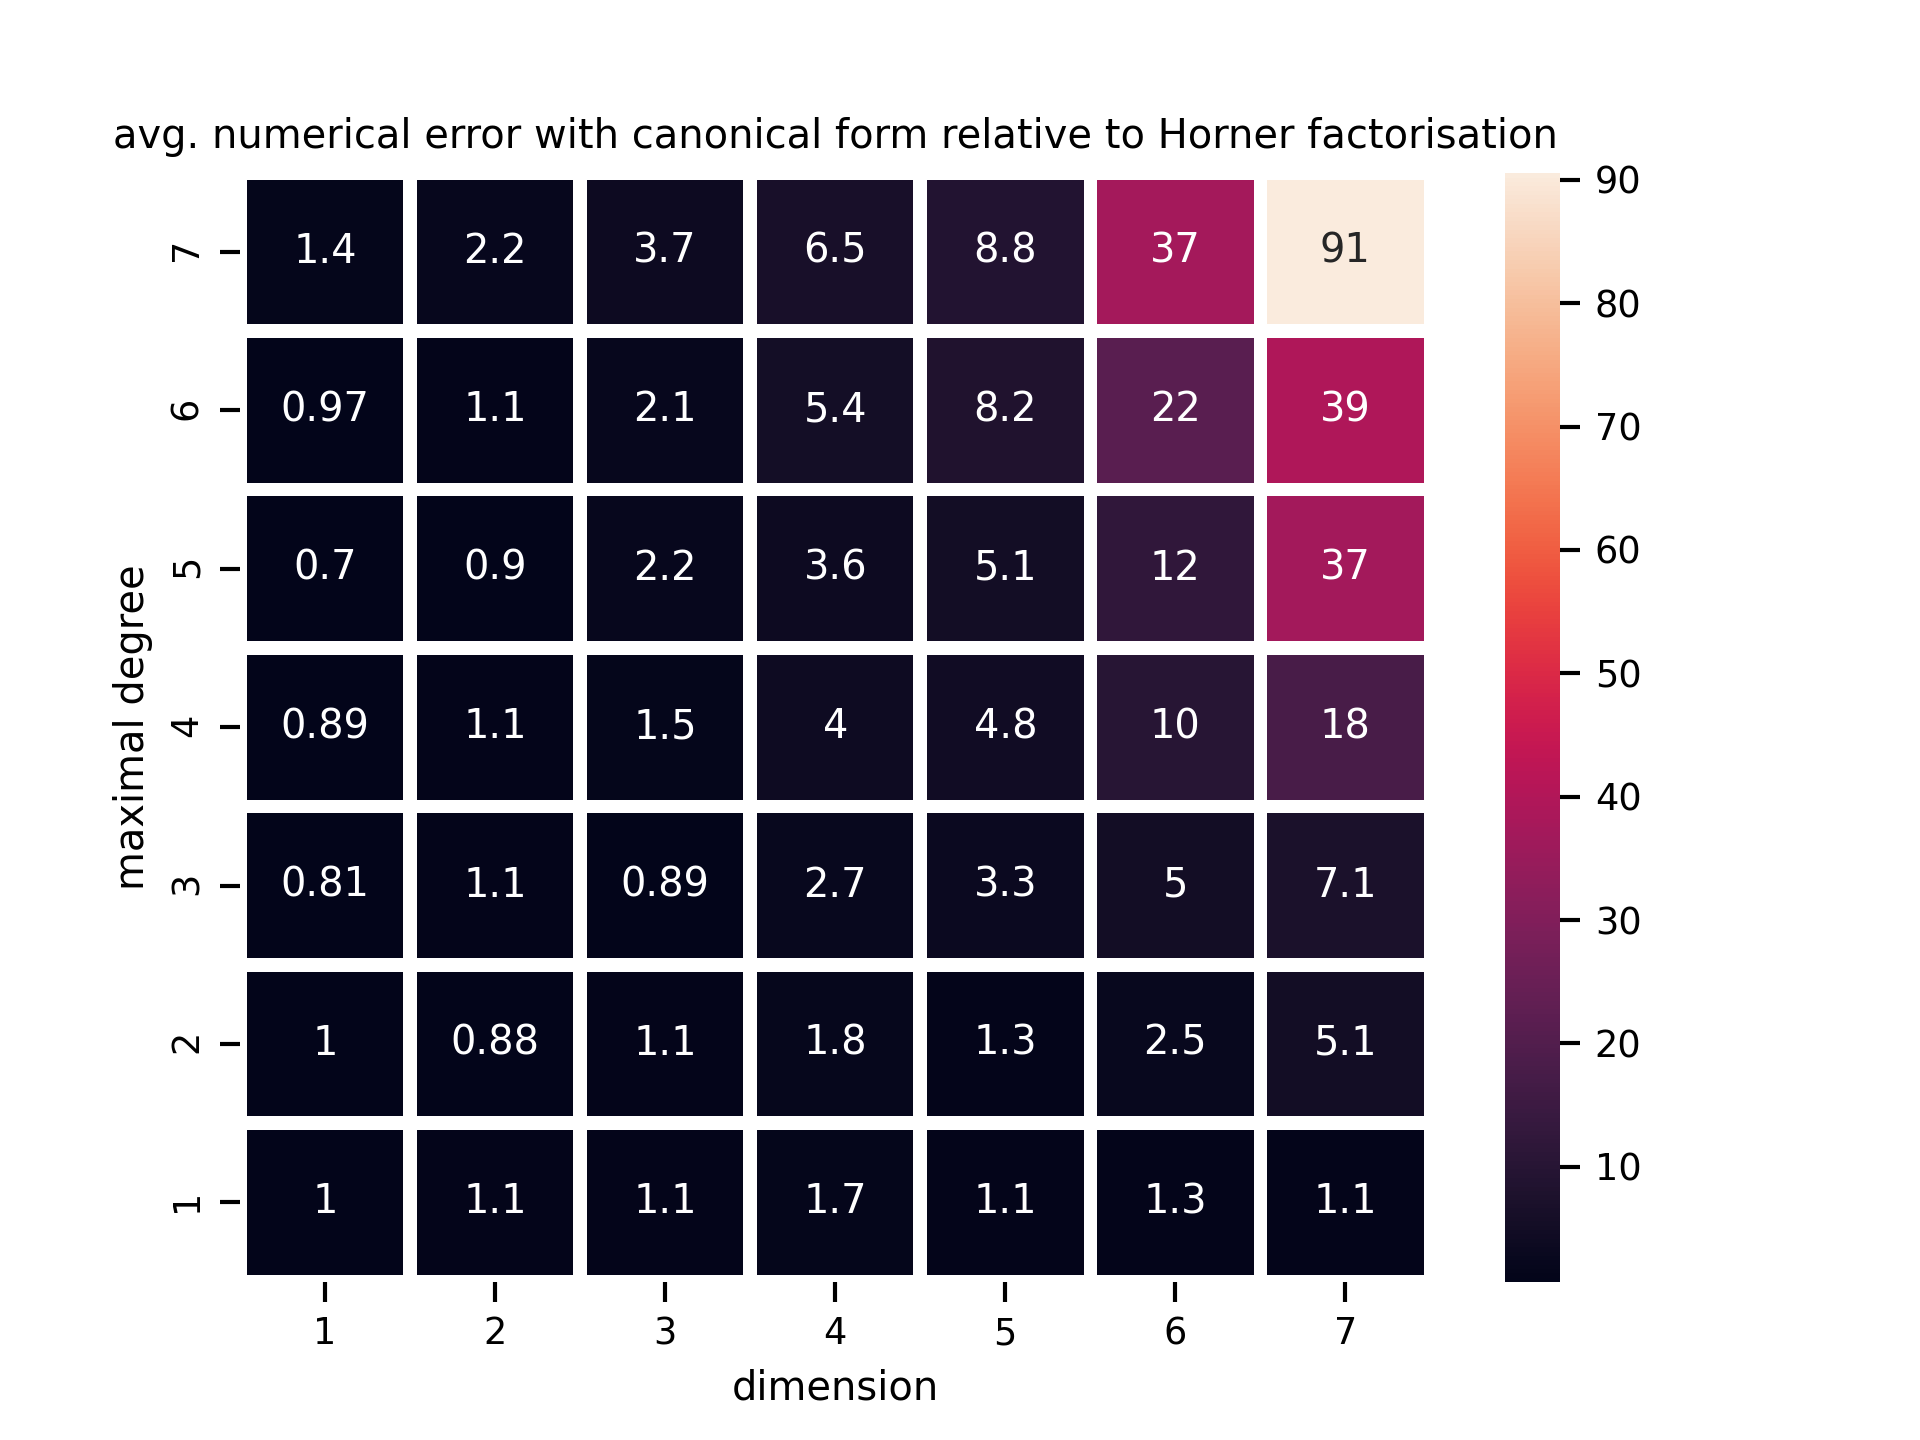 avg. numerical error with canonical form relative to Horner factorisation
maximal degree
7 1.4 2.2 3.7 6.5 8.8 37 91
6 0.97 1.1 2.1 5.4 8.2 22 39
5 0.7 0.9 2.2 3.6 5.1 12 37
4 0.89 1.1 1.5 4 4.8 10 18
3 0.81 1.1 0.89 2.7 3.3 5 7.1
2 1 0.88 1.1 1.8 1.3 2.5 5.1
1 1 1.1 1.1 1.7 1.1 1.3 1.1
1 2 3 4 5 6 7
dimension
90
80
70
60
50
40
30
20
10